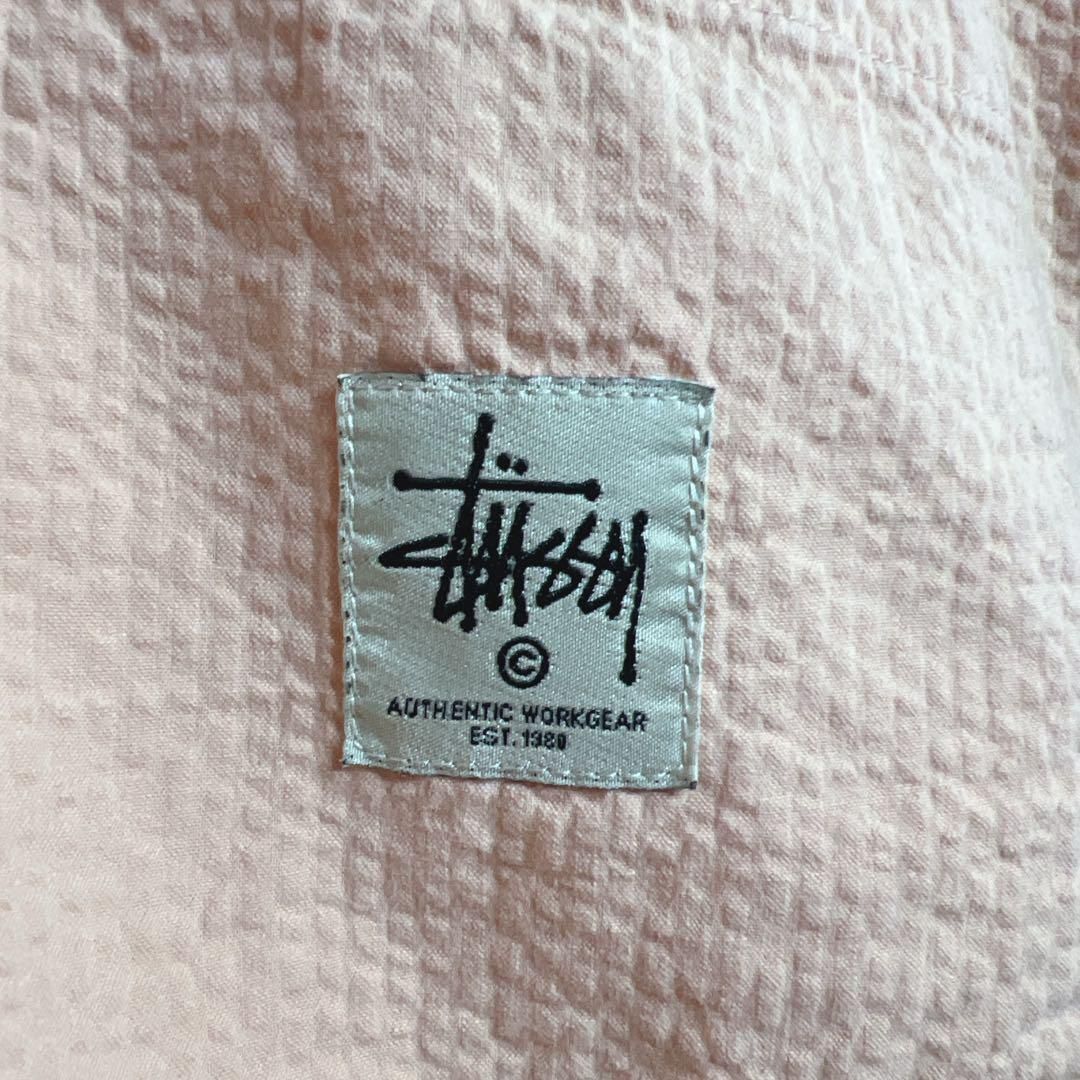 Stüssy
©
AUTHENTIC WORKGEAR
EST. 1980